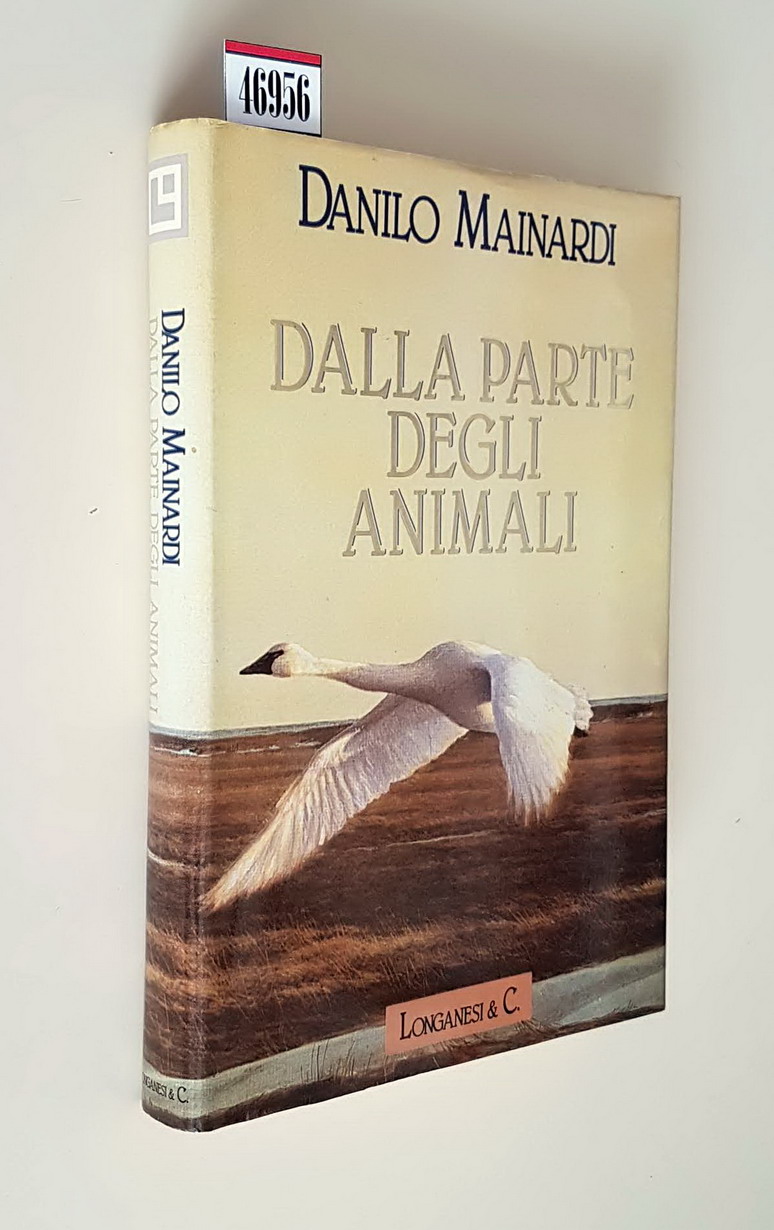 46956
DANILO MAINARDI
DALLA PARTE
DEGLI
ANIMALI
LONGANESI & C.
DANILO MAINARDI
DALLA PARTE DEGLI ANIMALI
LONGANESI & C.